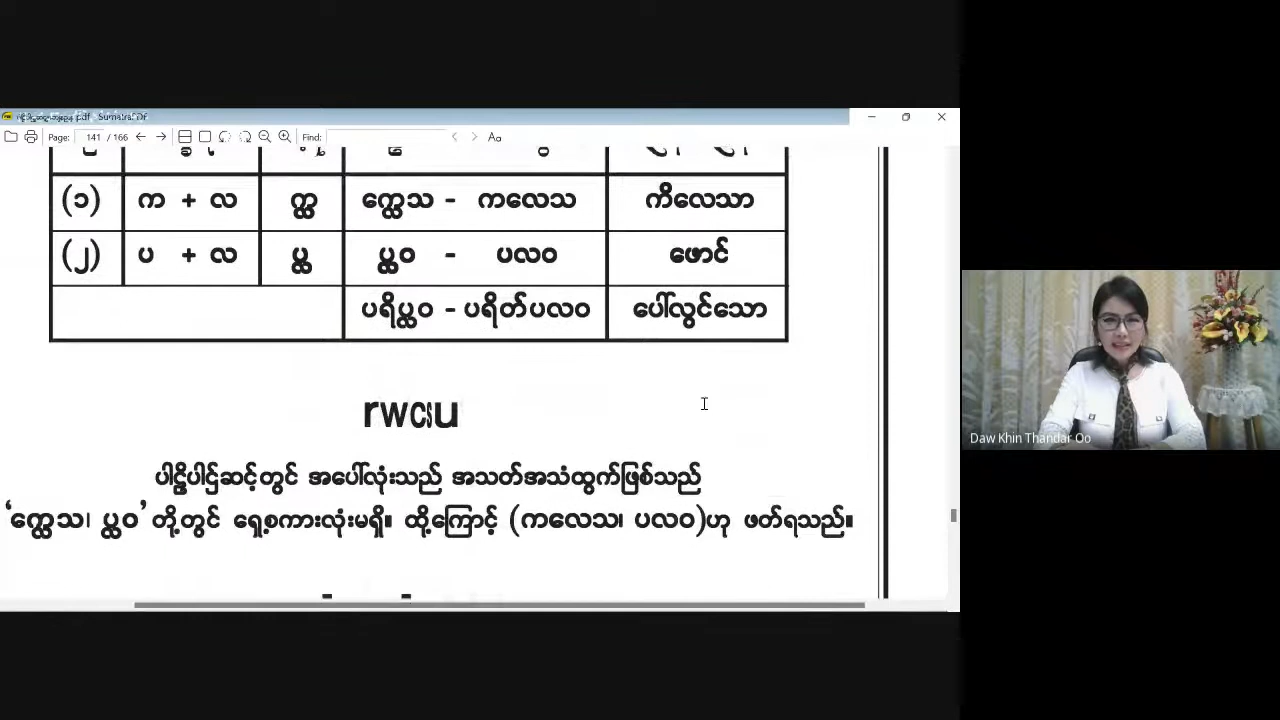 Page: 141 / 166 Find: Aa
(၁) က + လ က္လ က္လေသ - ကလေသ ကိလေသာ
(၂) ပ + လ ပ္လ ပ္လဝ - ပလဝ ဖောင်
ပရိပ္လဝ - ပရိတ်ပလဝ ပေါ်လွင်သော
rwငႈု
ပါဠိပါဌ်ဆင့်တွင် အပေါ်လုံးသည် အသတ်အသံထွက်ဖြစ်သည်
‘က္လေသ၊ ပ္လဝ’ တို့တွင် ရှေ့စကားလုံးမရှိ။ ထို့ကြောင့် (ကလေသ၊ ပလဝ)ဟု ဖတ်ရသည်။
Daw Khin Thandar Oo